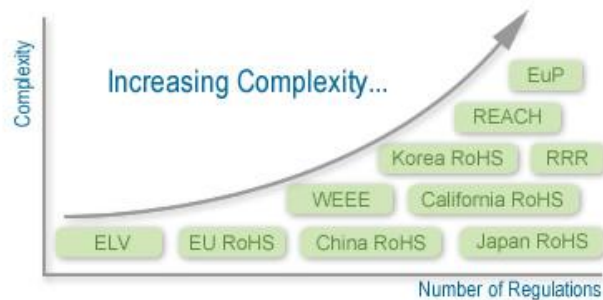 Complexity
Increasing Complexity...
EuP
REACH
Korea RoHS
RRR
WEEE
California RoHS
ELV
EU RoHS
China RoHS
Japan RoHS
Number of Regulations